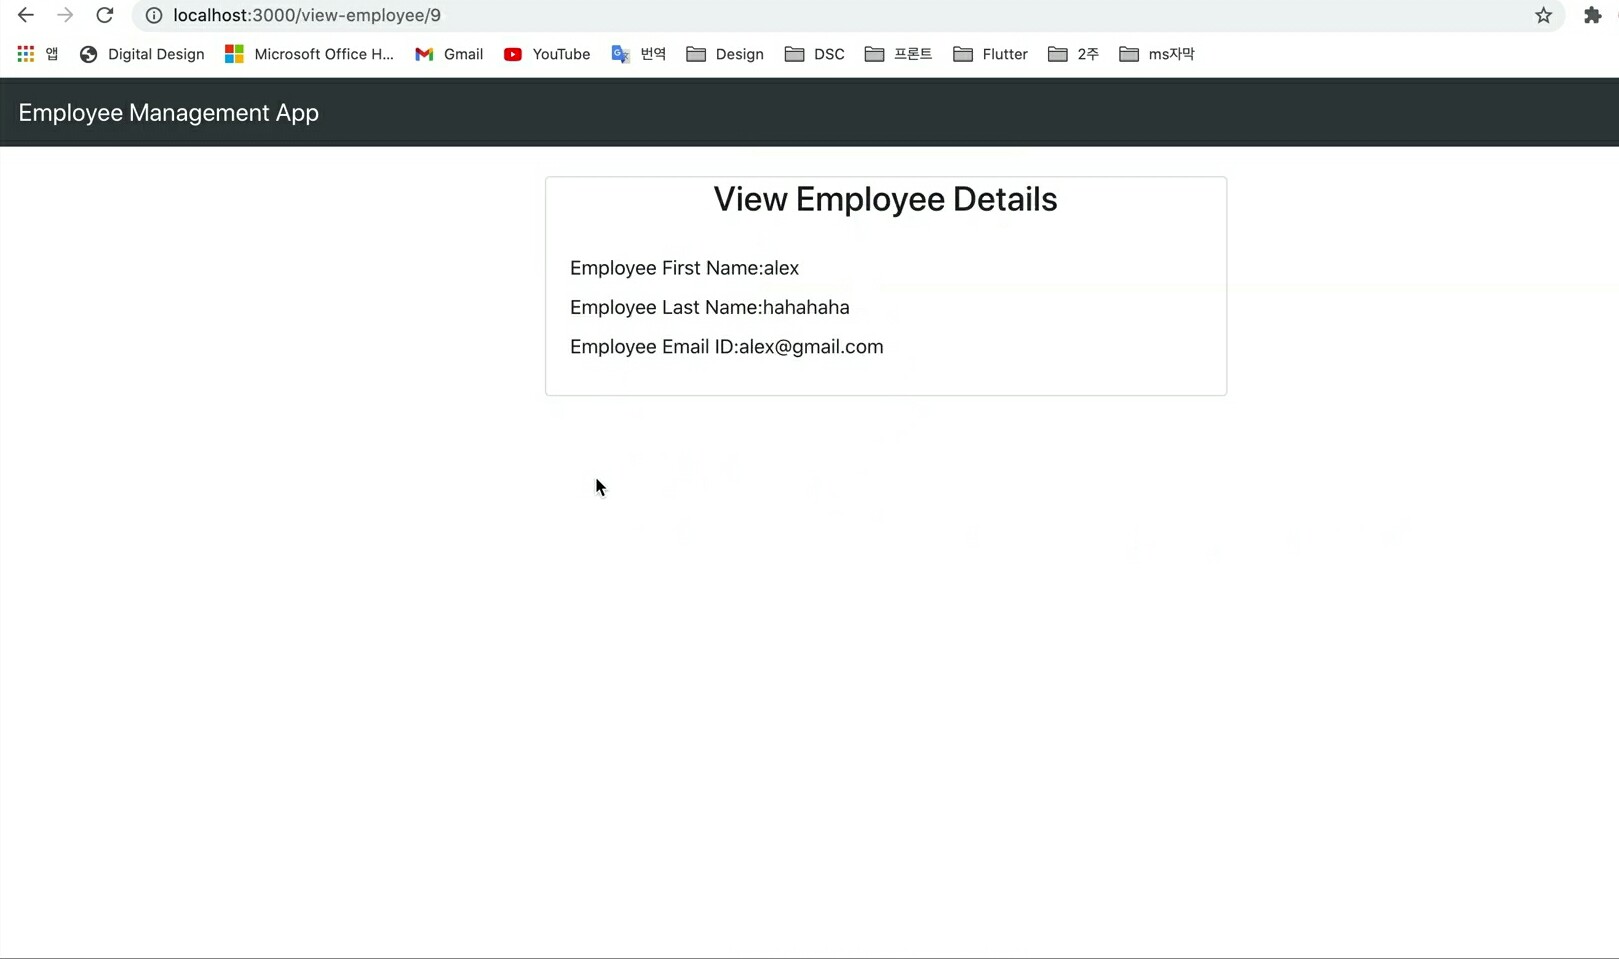 localhost:3000/view-employee/9
앱 Digital Design Microsoft Office H... Gmail YouTube 번역 Design DSC 프론트 Flutter 2주 ms자막
Employee Management App
View Employee Details
Employee First Name:alex
Employee Last Name:hahahaha
Employee Email ID:alex@gmail.com